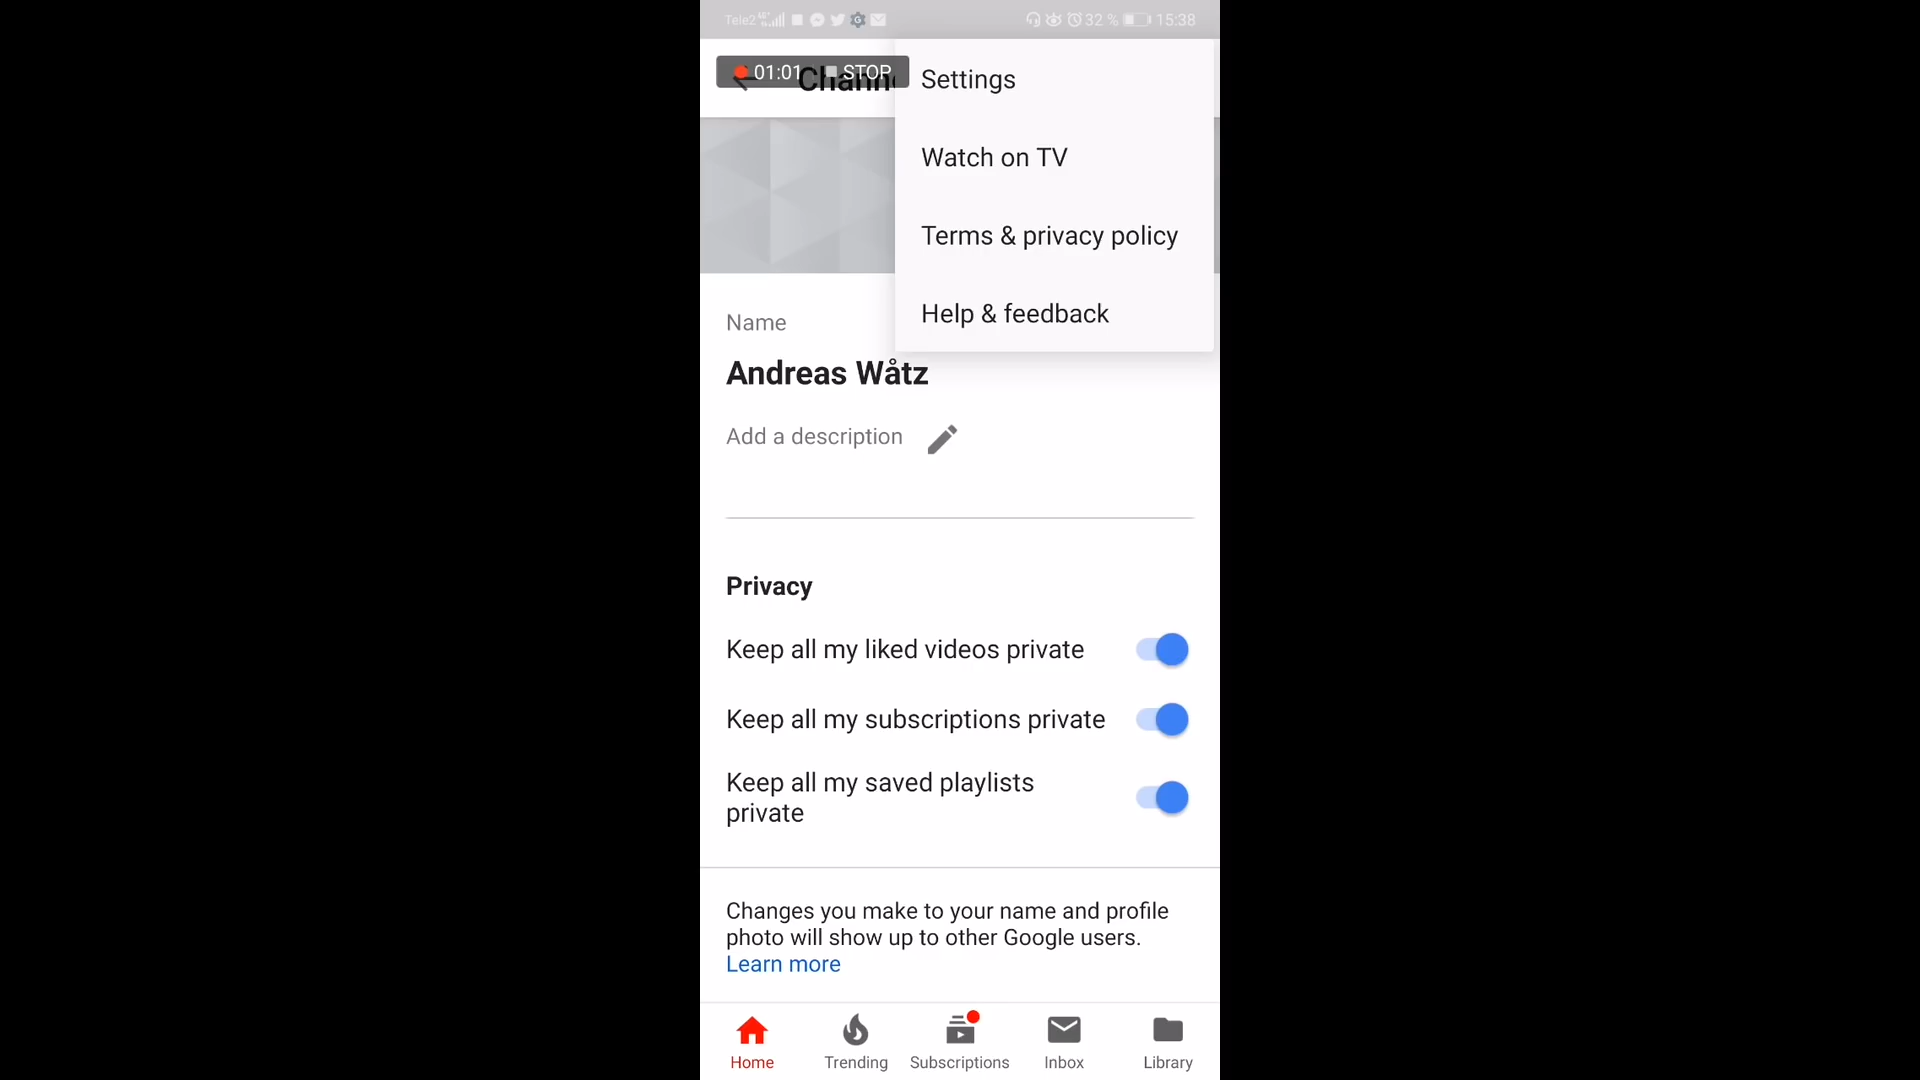 Tele2
32 %
15:38
01:01
STOP
Chann
Settings
Watch on TV
Terms & privacy policy
Help & feedback
Name
Andreas Wåtz
Add a description
Privacy
Keep all my liked videos private
Keep all my subscriptions private
Keep all my saved playlists
private
Changes you make to your name and profile
photo will show up to other Google users.
Learn more
Home
Trending
Subscriptions
Inbox
Library